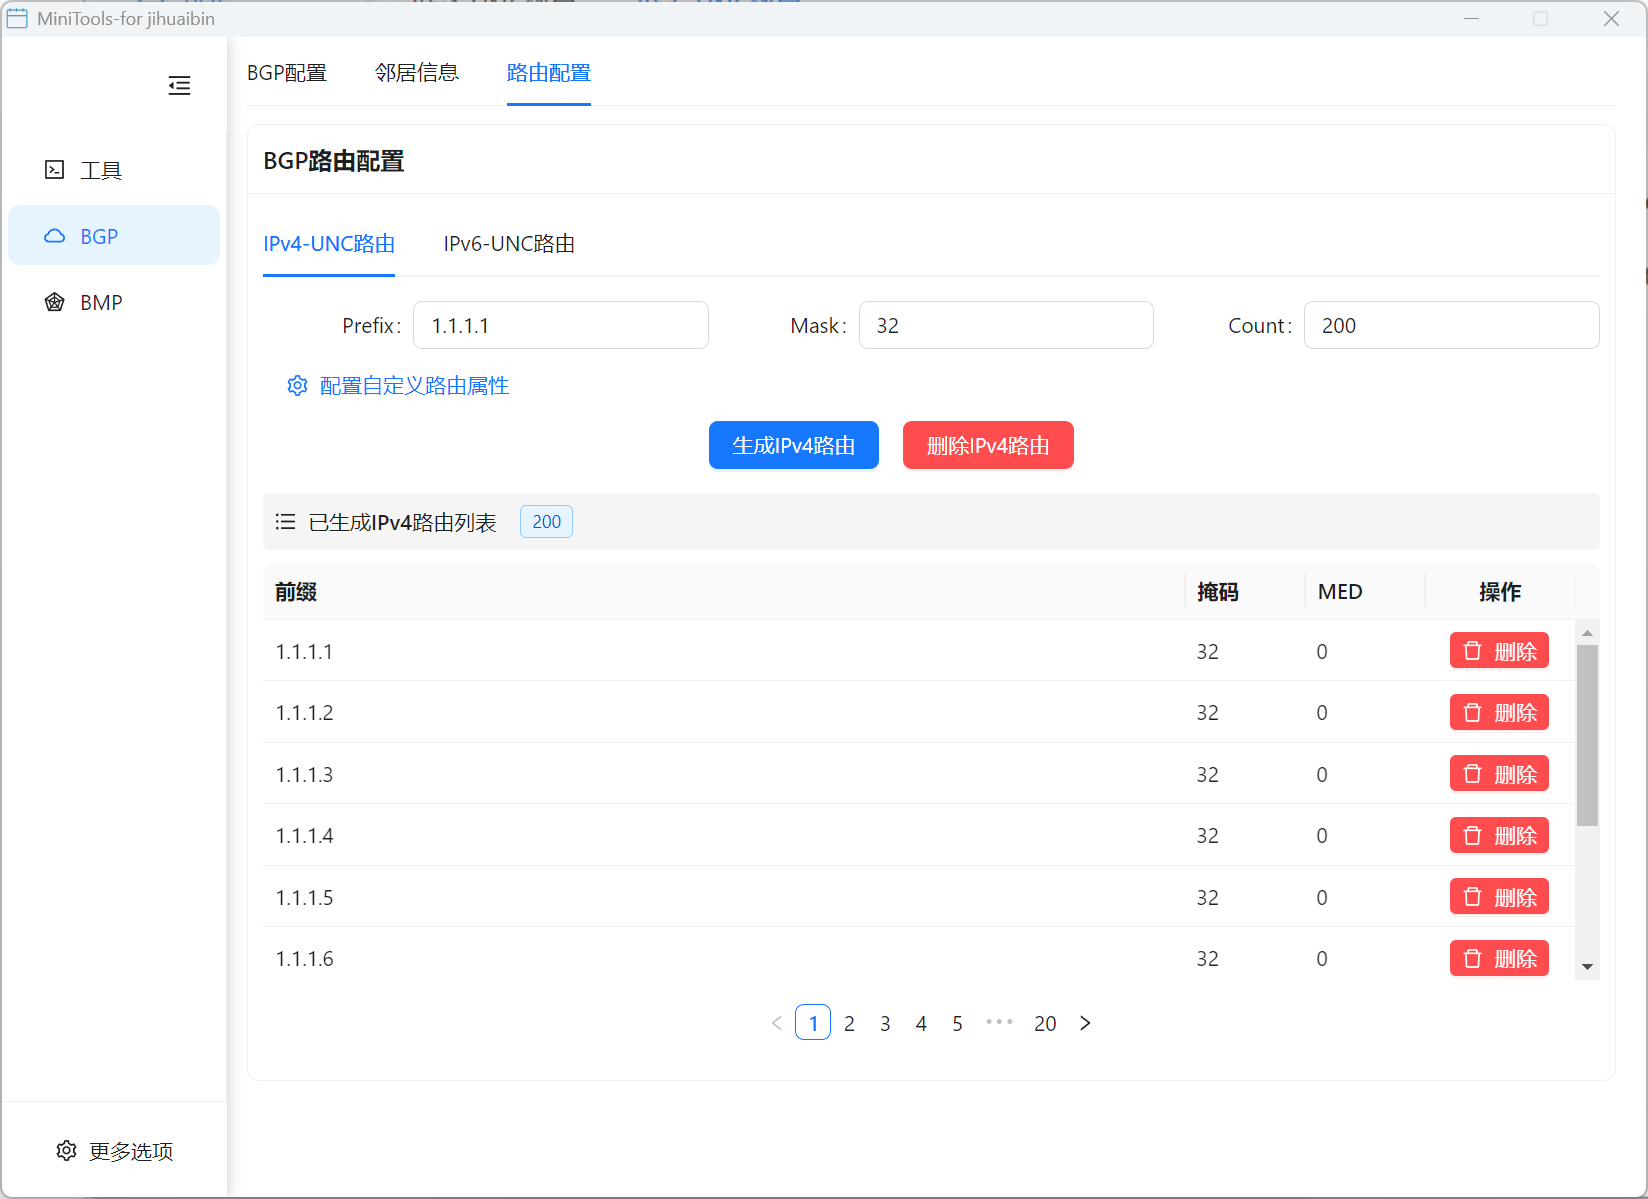 MiniTools-for jihuaibin
BGP配置 邻居信息 路由配置
工具
BGP
BMP
更多选项
BGP路由配置
IPv4-UNC路由 IPv6-UNC路由
Prefix: 1.1.1.1 Mask: 32 Count: 200
配置自定义路由属性
生成IPv4路由 删除IPv4路由
已生成IPv4路由列表 200
前缀 掩码 MED 操作
1.1.1.1 32 0 删除
1.1.1.2 32 0 删除
1.1.1.3 32 0 删除
1.1.1.4 32 0 删除
1.1.1.5 32 0 删除
1.1.1.6 32 0 删除
1 2 3 4 5 ••• 20